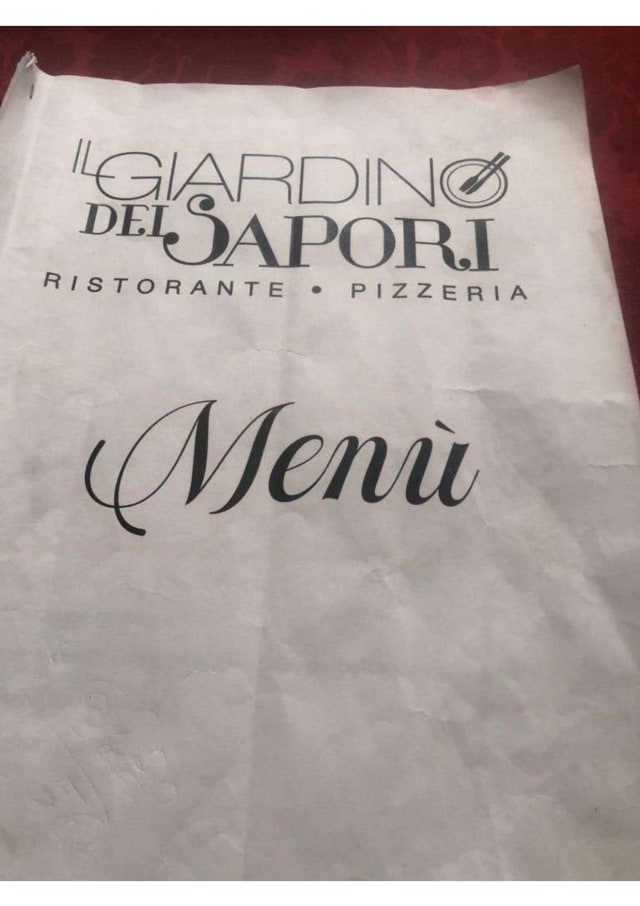 IL GIARDINO
DEI SAPORI
RISTORANTE • PIZZERIA
Menù